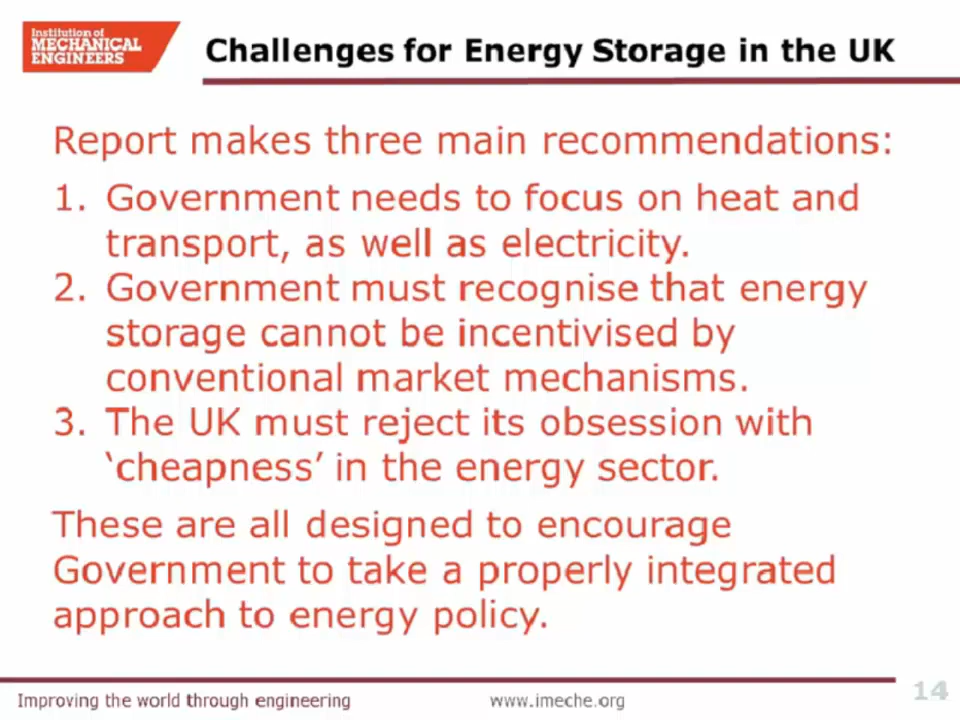 Institution of
MECHANICAL
ENGINEERS
Challenges for Energy Storage in the UK
Report makes three main recommendations:
1. Government needs to focus on heat and
transport, as well as electricity.
2. Government must recognise that energy
storage cannot be incentivised by
conventional market mechanisms.
3. The UK must reject its obsession with
‘cheapness’ in the energy sector.
These are all designed to encourage
Government to take a properly integrated
approach to energy policy.
Improving the world through engineering
www.imeche.org
14